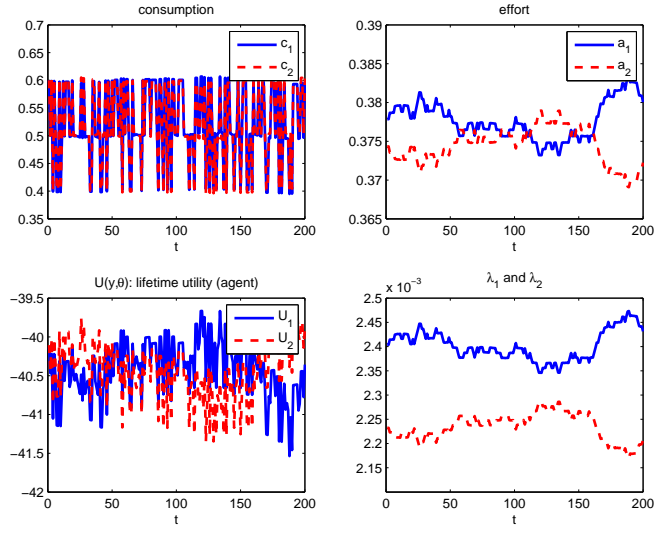 consumption
0.7
0.65
0.6
0.55
0.5
0.45
0.4
0.35
0 50 100 150 200
t
c1
c2
effort
0.39
0.385
0.38
0.375
0.37
0.365
0 50 100 150 200
t
a1
a2
U(y,θ): lifetime utility (agent)
−39.5
−40
−40.5
−41
−41.5
−42
0 50 100 150 200
t
U1
U2
λ1 and λ2
x 10−3
2.5
2.45
2.4
2.35
2.3
2.25
2.2
2.15
0 50 100 150 200
t